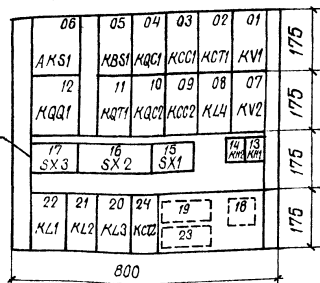 06 05 04 03 02 01
AKS1 KBS1 KQC1 KCC1 KCT1 KV1
175
12 11 10 09 08 07
KQQ1 KQT1 KQC2 KCC2 KL4 KV2
175
17 16 15 14 13
SX3 SX2 SX1 KH2 KH1
175
22 21 20 24 19 18
KL1 KL2 KL3 KCT2 23
175
800